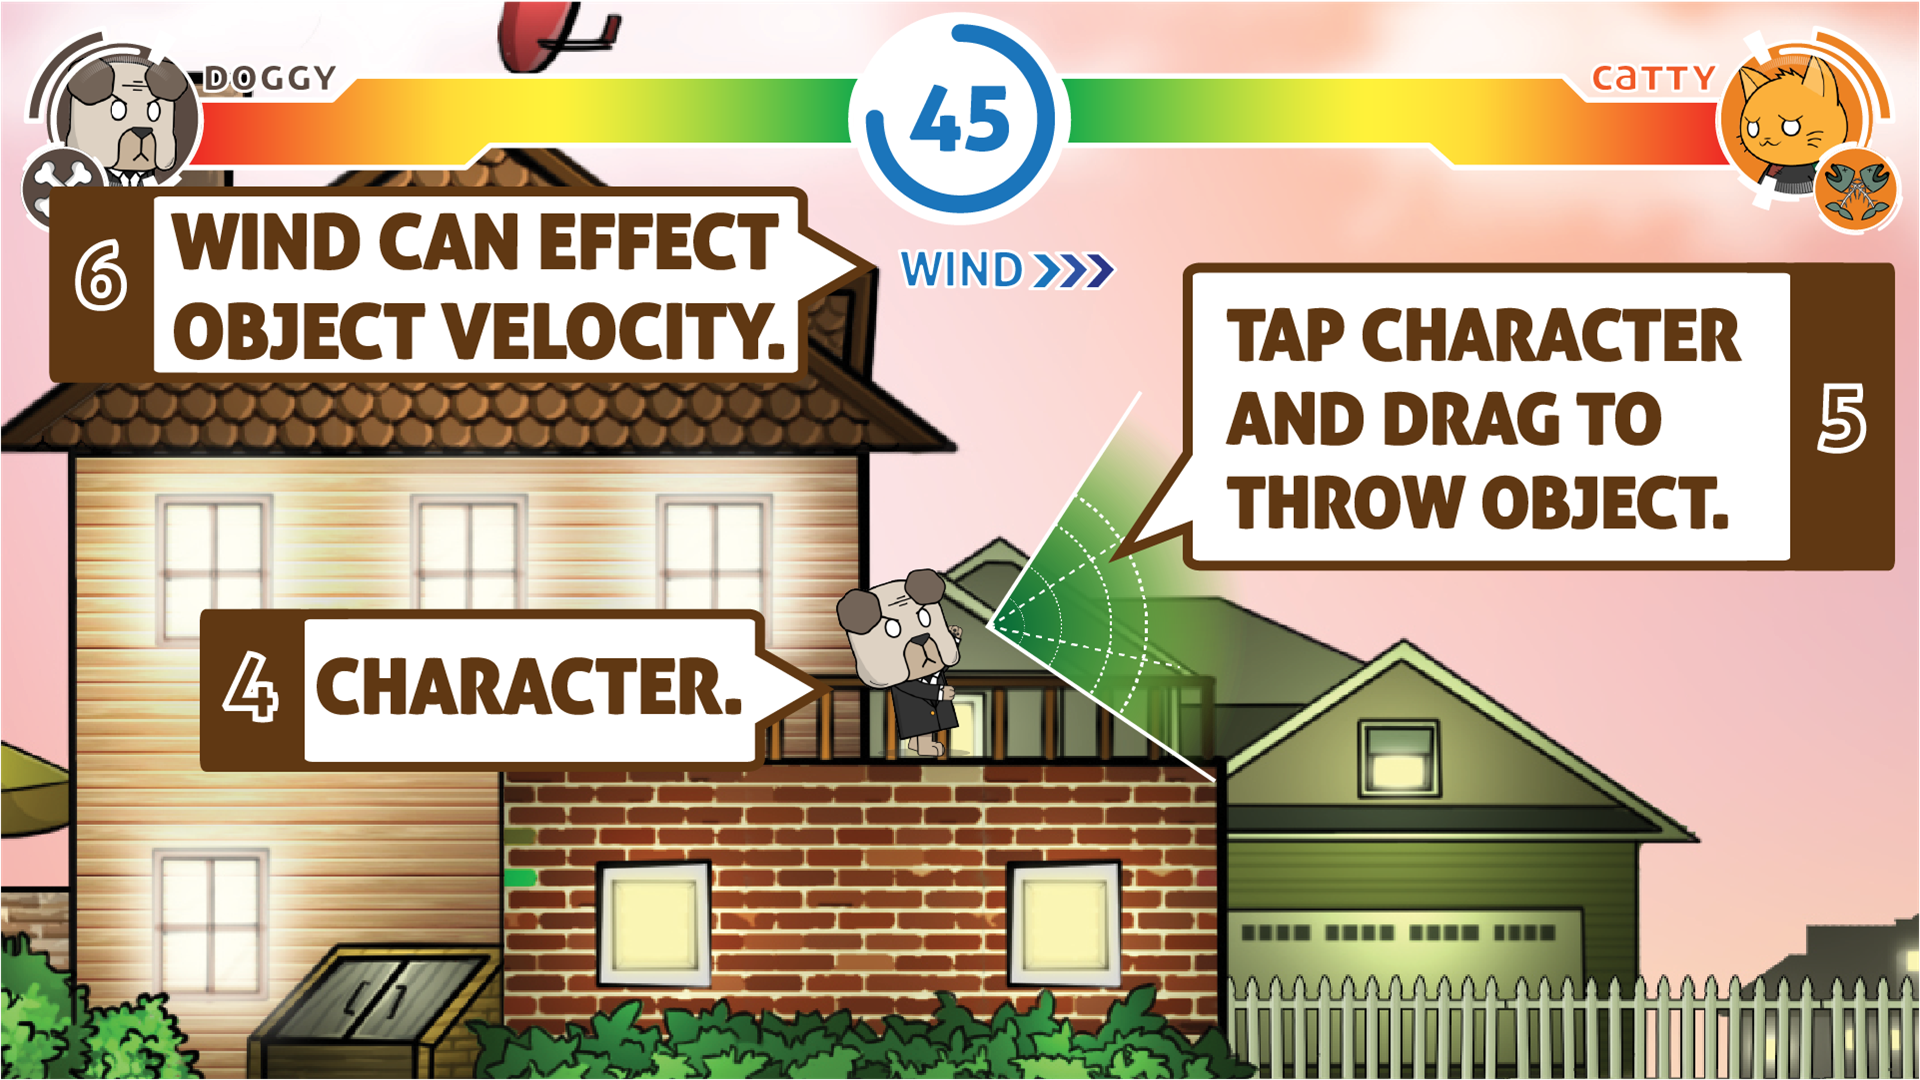 DOGGY
45
CaTTY
WIND >>>
6
WIND CAN EFFECT
OBJECT VELOCITY.
TAP CHARACTER
AND DRAG TO
THROW OBJECT.
5
4
CHARACTER.